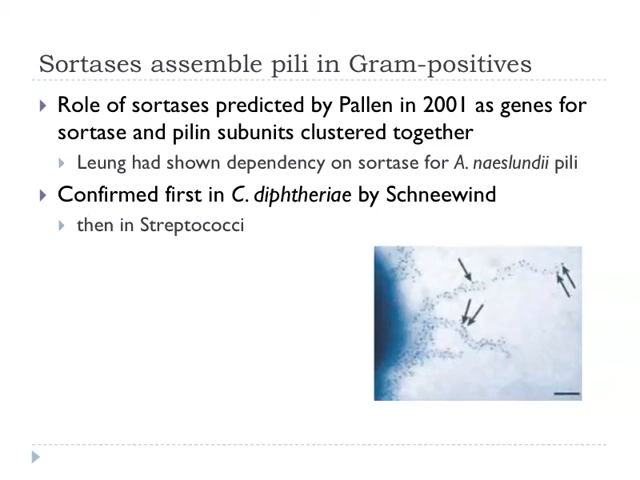 Sortases assemble pili in Gram-positives
Role of sortases predicted by Pallen in 2001 as genes for
sortase and pilin subunits clustered together
Leung had shown dependency on sortase for A. naeslundii pili
Confirmed first in C. diphtheriae by Schneewind
then in Streptococci